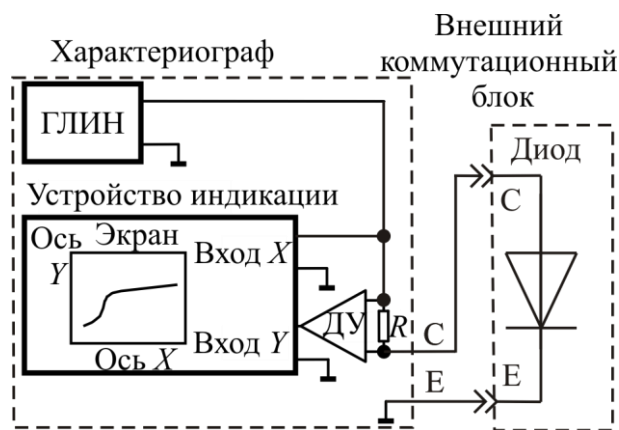 Характериограф
Внешний
коммутационный
блок
ГЛИН
Диод
Устройство индикации
Ось
Экран
Y
Вход X
Ось X
Вход Y
ДУ
R
C
E
C
E